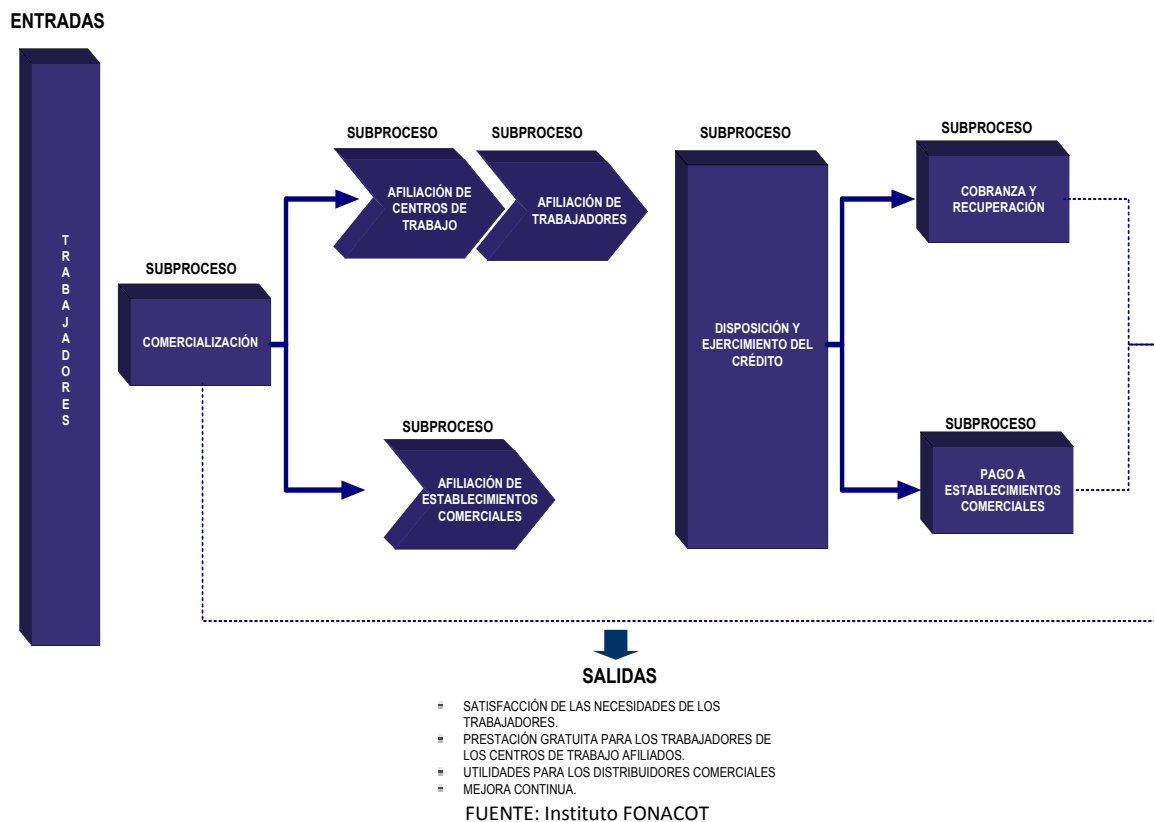 ENTRADAS
TRABAJADORES
SUBPROCESO
COMERCIALIZACIÓN
SUBPROCESO
AFILIACIÓN DE
CENTROS DE
TRABAJO
SUBPROCESO
AFILIACIÓN DE
TRABAJADORES
SUBPROCESO
AFILIACIÓN DE
ESTABLECIMIENTOS
COMERCIALES
SUBPROCESO
DISPOSICIÓN Y
EJERCIMIENTO DEL
CRÉDITO
SUBPROCESO
COBRANZA Y
RECUPERACIÓN
SUBPROCESO
PAGO A
ESTABLECIMIENTOS
COMERCIALES
SALIDAS
SATISFACCIÓN DE LAS NECESIDADES DE LOS
TRABAJADORES.
PRESTACIÓN GRATUITA PARA LOS TRABAJADORES DE
LOS CENTROS DE TRABAJO AFILIADOS.
UTILIDADES PARA LOS DISTRIBUIDORES COMERCIALES
MEJORA CONTINUA.
FUENTE: Instituto FONACOT